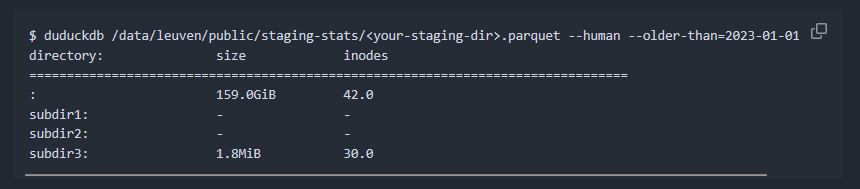 $ duduckdb /data/leuven/public/staging-stats/<your-staging-dir>.parquet --human --older-than=2023-01-01
directory: size inodes
================================================================================
: 159.0GiB 42.0
subdir1: - -
subdir2: - -
subdir3: 1.8MiB 30.0